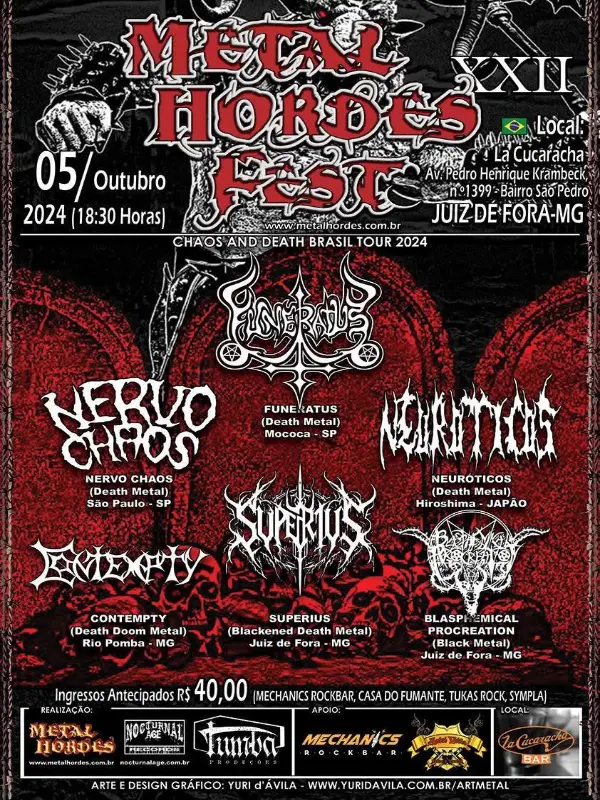 METAL
HORDES
FEST
XXII
Local:
La Cucaracha
Av. Pedro Henrique Krambeck,
n.º 1399 - Bairro São Pedro
JUIZ DE FORA-MG
05/ Outubro
2024 (18:30 Horas)
www.metalhordes.com.br
CHAOS AND DEATH BRASIL TOUR 2024
FUNERATUS
FUNERATUS
(Death Metal)
Mococa - SP
NERVO
CHAOS
NERVO CHAOS
(Death Metal)
São Paulo - SP
NEUROTICOS
NEURÓTICOS
(Death Metal)
Hiroshima - JAPÃO
CONTEMPTY
CONTEMPTY
(Death Doom Metal)
Rio Pomba - MG
SUPERIUS
SUPERIUS
(Blackened Death Metal)
Juiz de Fora - MG
BLASPHEMICAL
PROCREATION
BLASPHEMICAL
PROCREATION
(Black Metal)
Juiz de Fora - MG
Ingressos Antecipados R$ 40,00 (MECHANICS ROCKBAR, CASA DO FUMANTE, TUKAS ROCK, SYMPLA)
REALIZAÇÃO:
METAL
HORDES
www.metalhordes.com.br
NOCTURNAL
AGE
RECORDS
nocturnalage.com
Tumba
PRODUÇÕES
APOIO:
MECHANICS
ROCKBAR
LOCAL:
La Cucaracha
BAR
ARTE E DESIGN GRÁFICO: YURI d'ÁVILA - WWW.YURIDAVILA.COM.BR/ARTMETAL